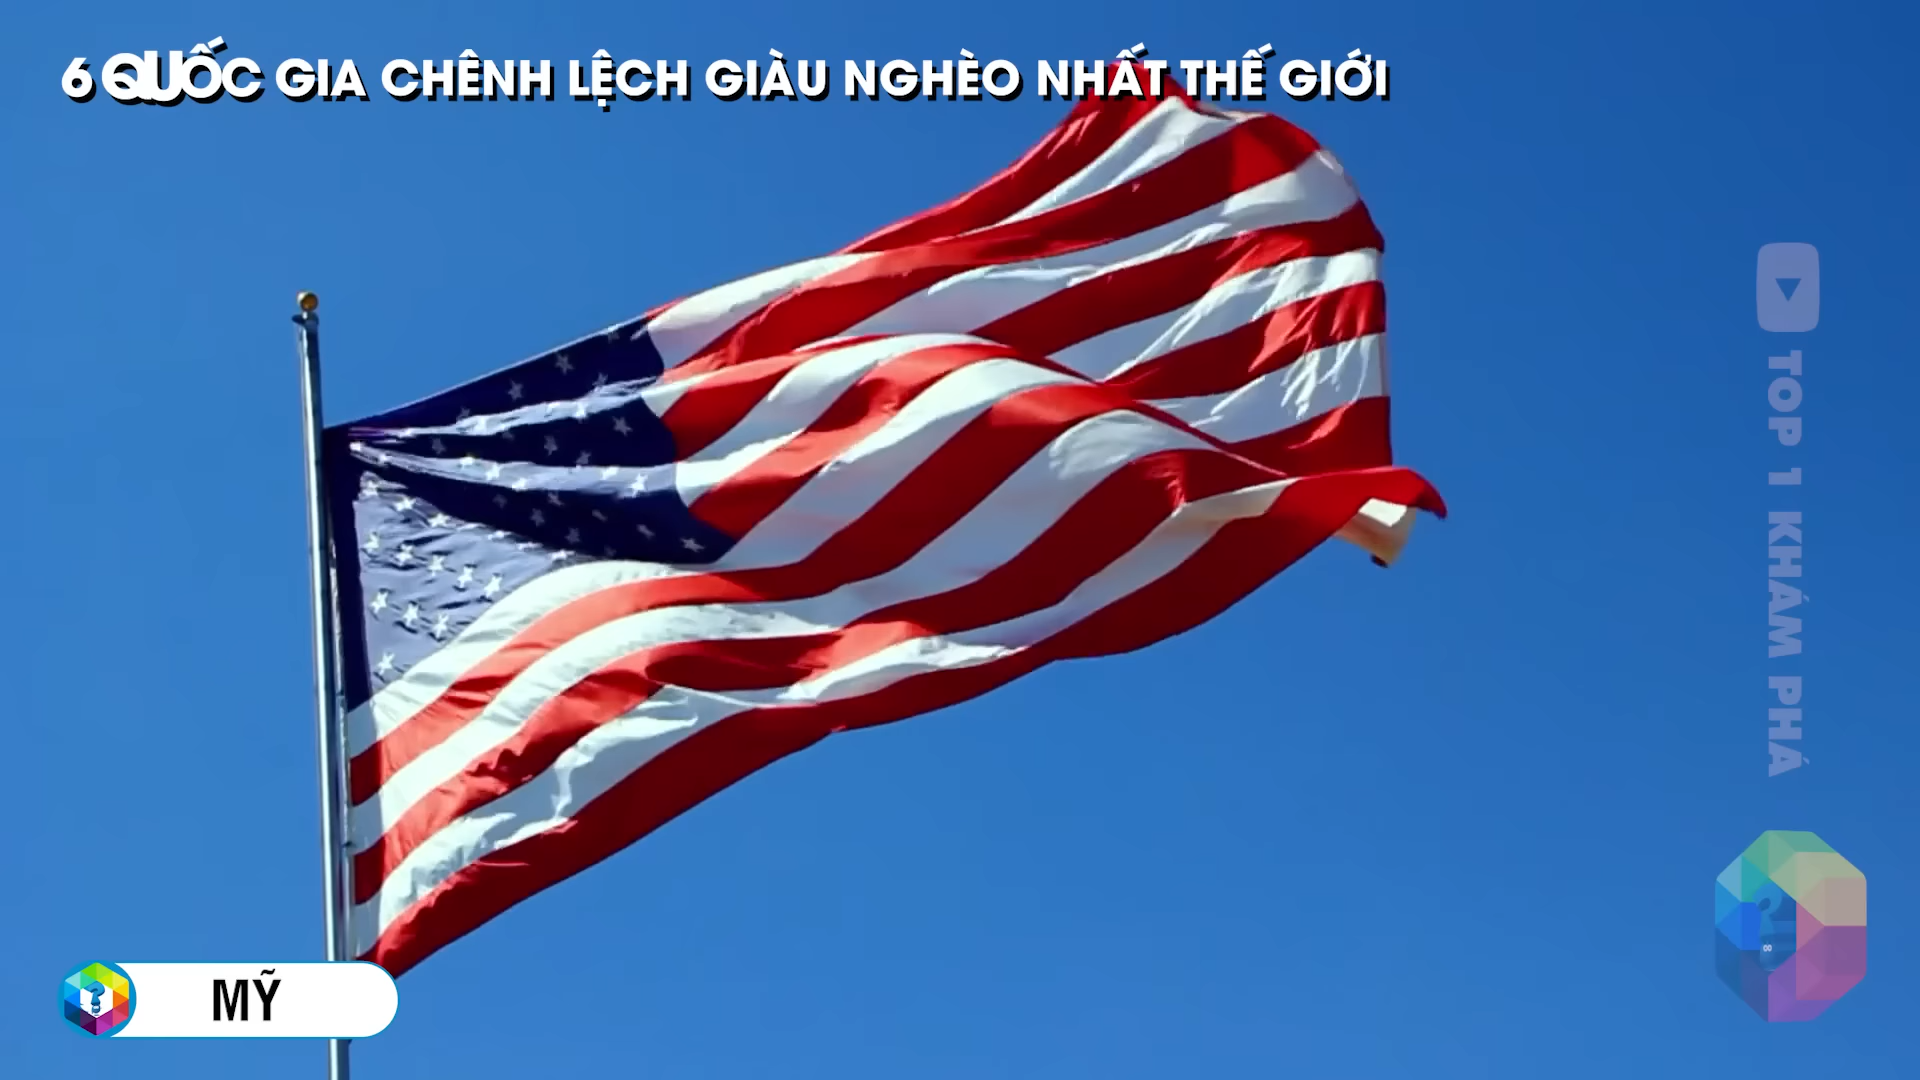 6 QUỐC GIA CHÊNH LỆCH GIÀU NGHÈO NHẤT THẾ GIỚI
TOP 1 KHÁM PHÁ
MỸ